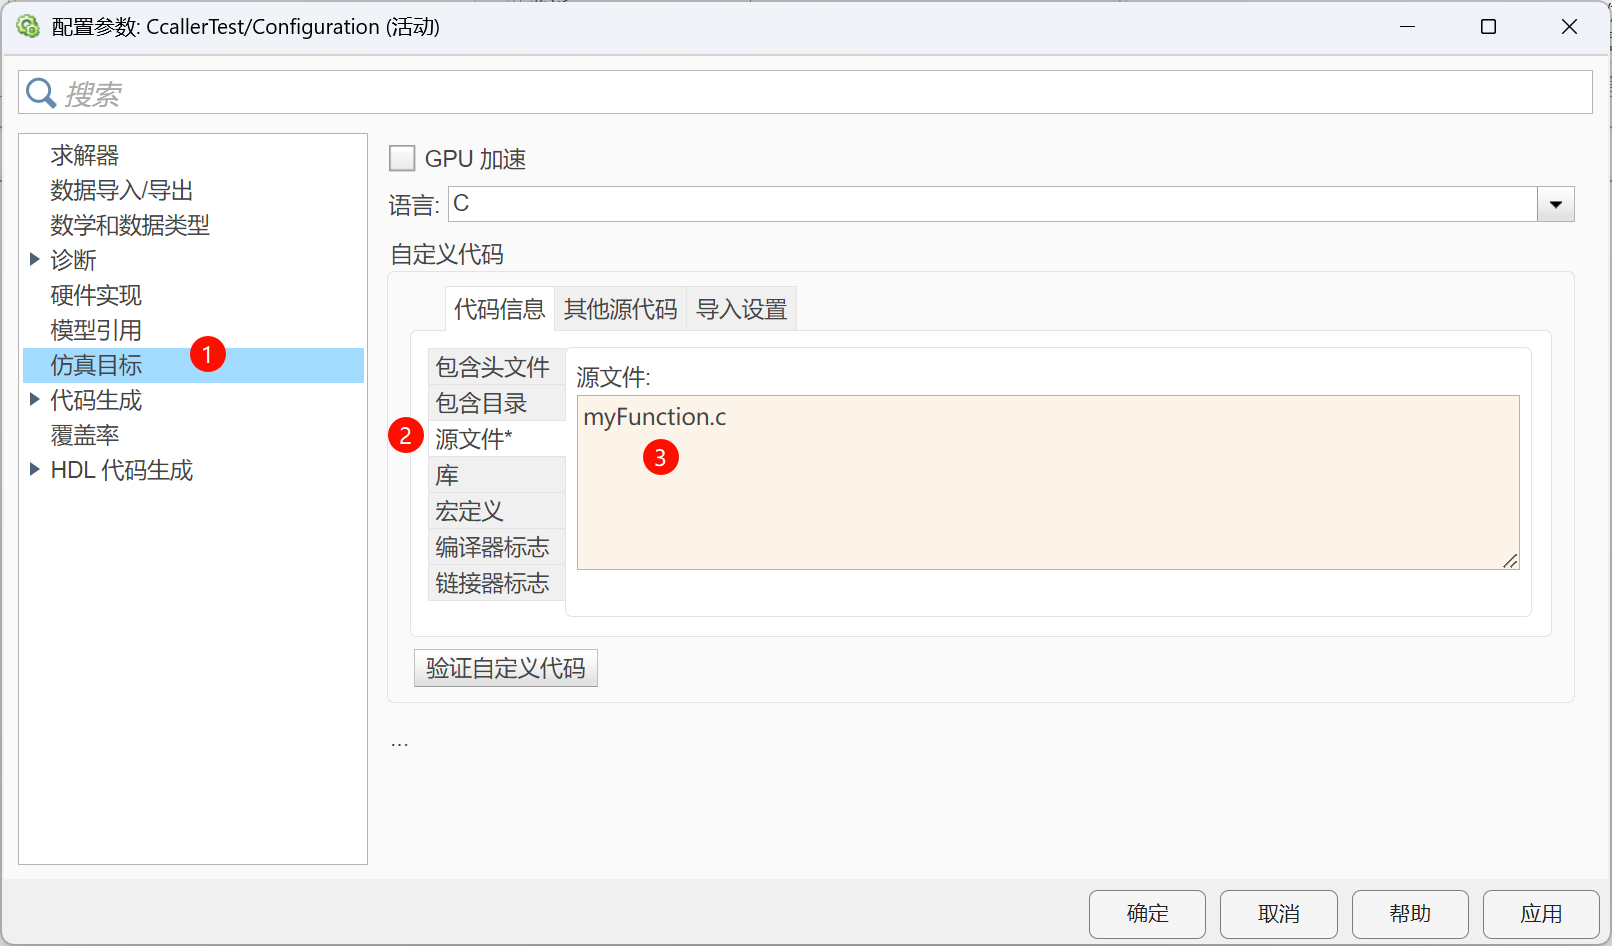 配置参数: CcallerTest/Configuration (活动)
搜索
求解器
数据导入/导出
数学和数据类型
诊断
硬件实现
模型引用
仿真目标
1
代码生成
覆盖率
HDL 代码生成
GPU 加速
语言: C
自定义代码
代码信息 其他源代码 导入设置
包含头文件
包含目录
2 源文件*
库
宏定义
编译器标志
链接器标志
源文件:
myFunction.c
3
验证自定义代码
...
确定 取消 帮助 应用